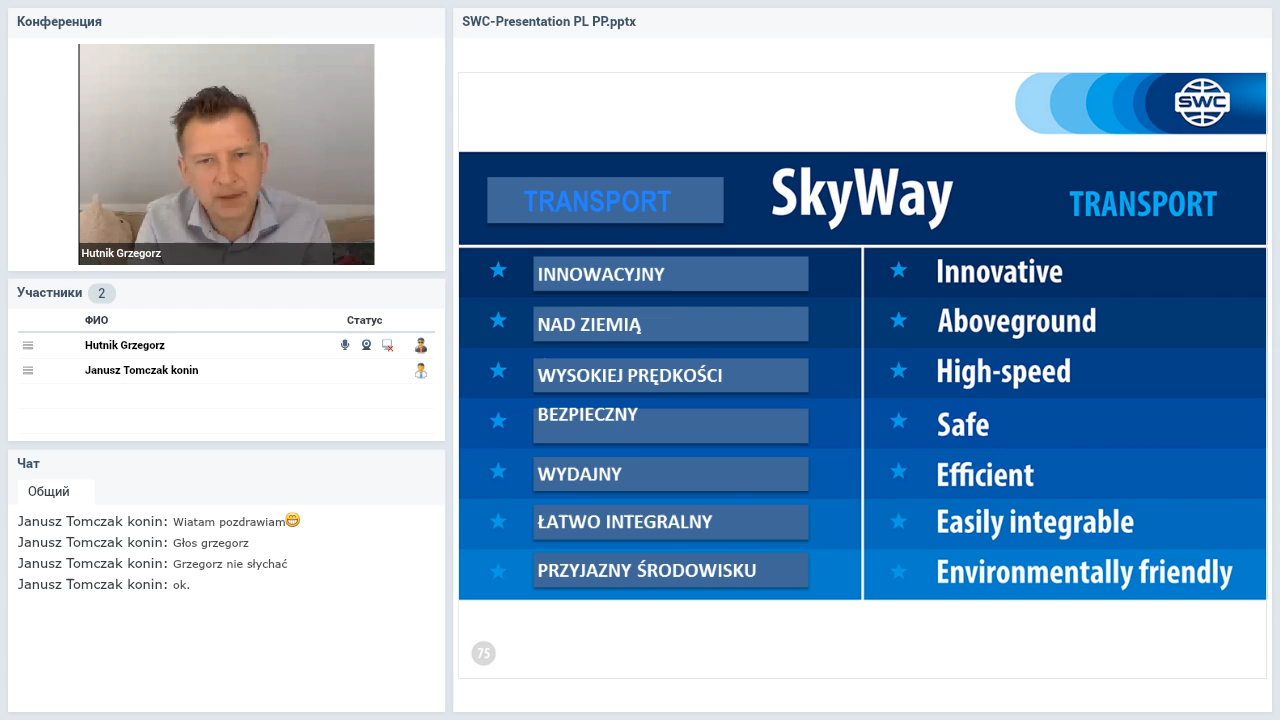 Конференция
Hutnik Grzegorz
Участники 2
ФИО Статус
Hutnik Grzegorz
Janusz Tomczak konin
Чат
Общий
Janusz Tomczak konin: Wiatam pozdrawiam
Janusz Tomczak konin: Głos grzegorz
Janusz Tomczak konin: Grzegorz nie słychać
Janusz Tomczak konin: ok.
SWC-Presentation PL PP.pptx
SWC
TRANSPORT SkyWay TRANSPORT
INNOWACYJNY Innovative
NAD ZIEMIĄ Aboveground
WYSOKIEJ PRĘDKOŚCI High-speed
BEZPIECZNY Safe
WYDAJNY Efficient
ŁATWO INTEGRALNY Easily integrable
PRZYJAZNY ŚRODOWISKU Environmentally friendly
75